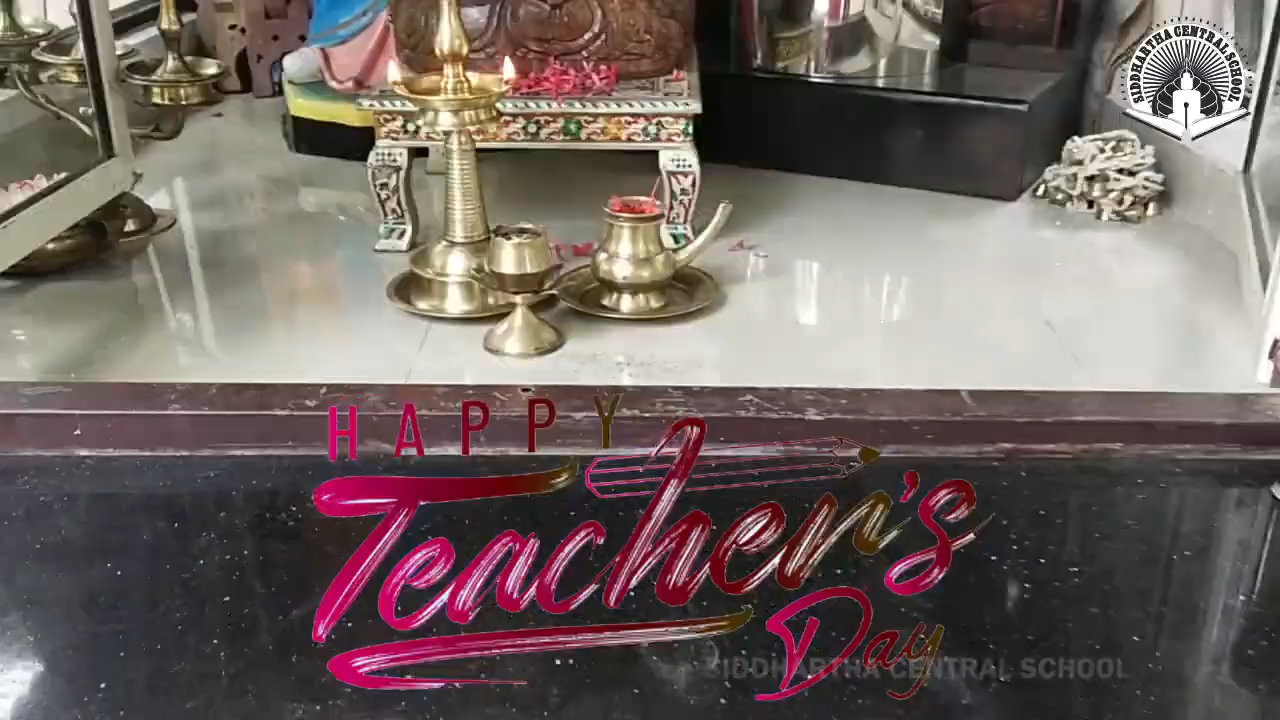 SIDDHARTHA CENTRAL SCHOOL
HAPPY
Teacher's
Day
SIDDHARTHA CENTRAL SCHOOL